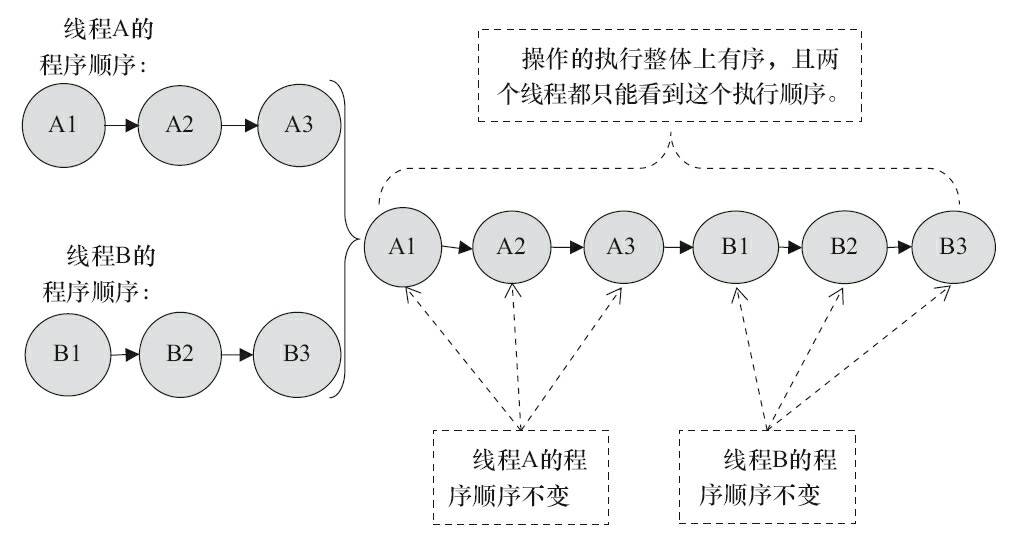 线程A的
程序顺序：
A1
A2
A3
线程B的
程序顺序：
B1
B2
B3
操作的执行整体上有序，且两
个线程都只能看到这个执行顺序。
A1
A2
A3
B1
B2
B3
线程A的程
序顺序不变
线程B的程
序顺序不变